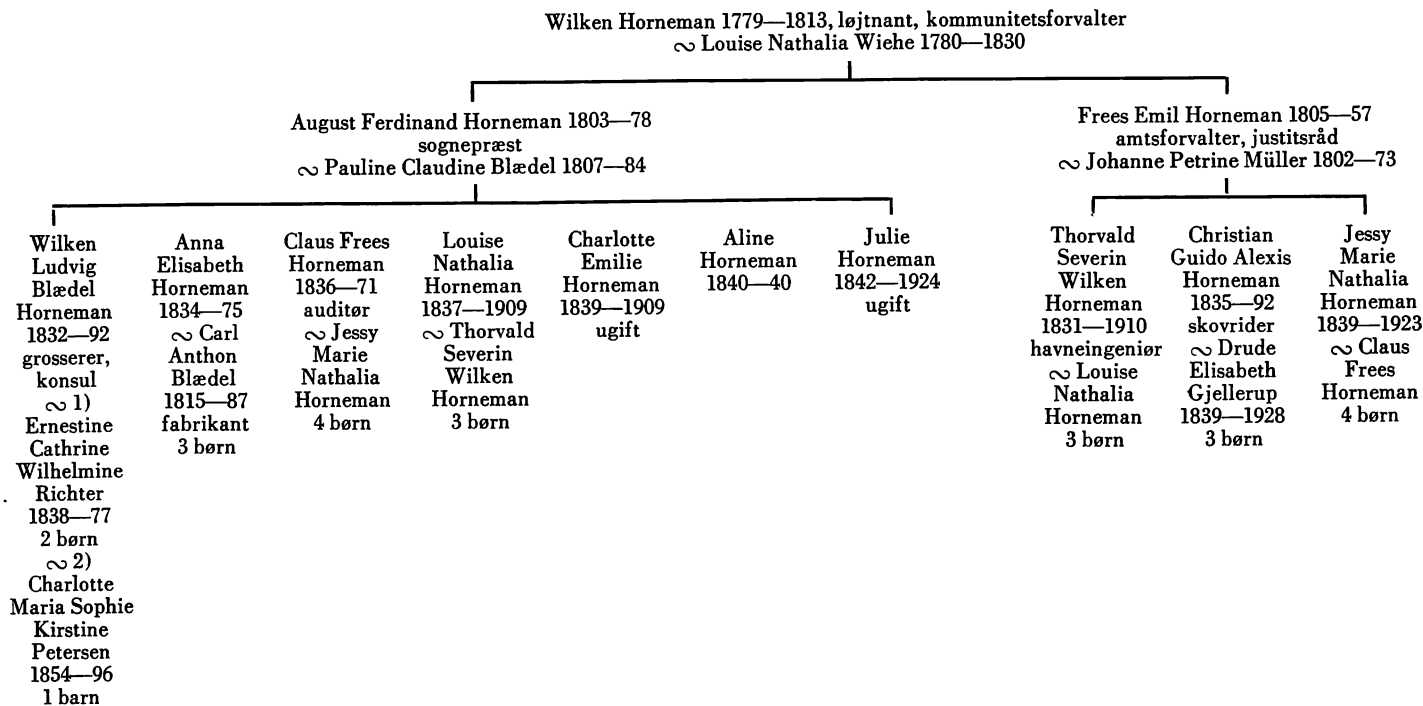 Wilken Horneman 1779—1813, løjtnant, kommunitetsforvalter
∾ Louise Nathalia Wiehe 1780—1830
August Ferdinand Horneman 1803—78
sognepræst
∾ Pauline Claudine Blædel 1807—84
Frees Emil Horneman 1805—57
amtsforvalter, justitsråd
∾ Johanne Petrine Müller 1802—73
Wilken
Ludvig
Blædel
Horneman
1832—92
grosserer,
konsul
∾ 1)
Ernestine
Cathrine
Wilhelmine
Richter
1838—77
2 børn
∾ 2)
Charlotte
Maria Sophie
Kirstine
Petersen
1854—96
1 barn
Anna
Elisabeth
Horneman
1834—75
∾ Carl
Anthon
Blædel
1815—87
fabrikant
3 børn
Claus Frees
Horneman
1836—71
auditør
∾ Jessy
Marie
Nathalia
Horneman
4 børn
Louise
Nathalia
Horneman
1837—1909
∾ Thorvald
Severin
Wilken
Horneman
3 børn
Charlotte
Emilie
Horneman
1839—1909
ugift
Aline
Horneman
1840—40
Julie
Horneman
1842—1924
ugift
Thorvald
Severin
Wilken
Horneman
1831—1910
havneingeniør
∾ Louise
Nathalia
Horneman
3 børn
Christian
Guido Alexis
Horneman
1835—92
skovrider
∾ Drude
Elisabeth
Gjellerup
1839—1928
3 børn
Jessy
Marie
Nathalia
Horneman
1839—1923
∾ Claus
Frees
Horneman
4 børn